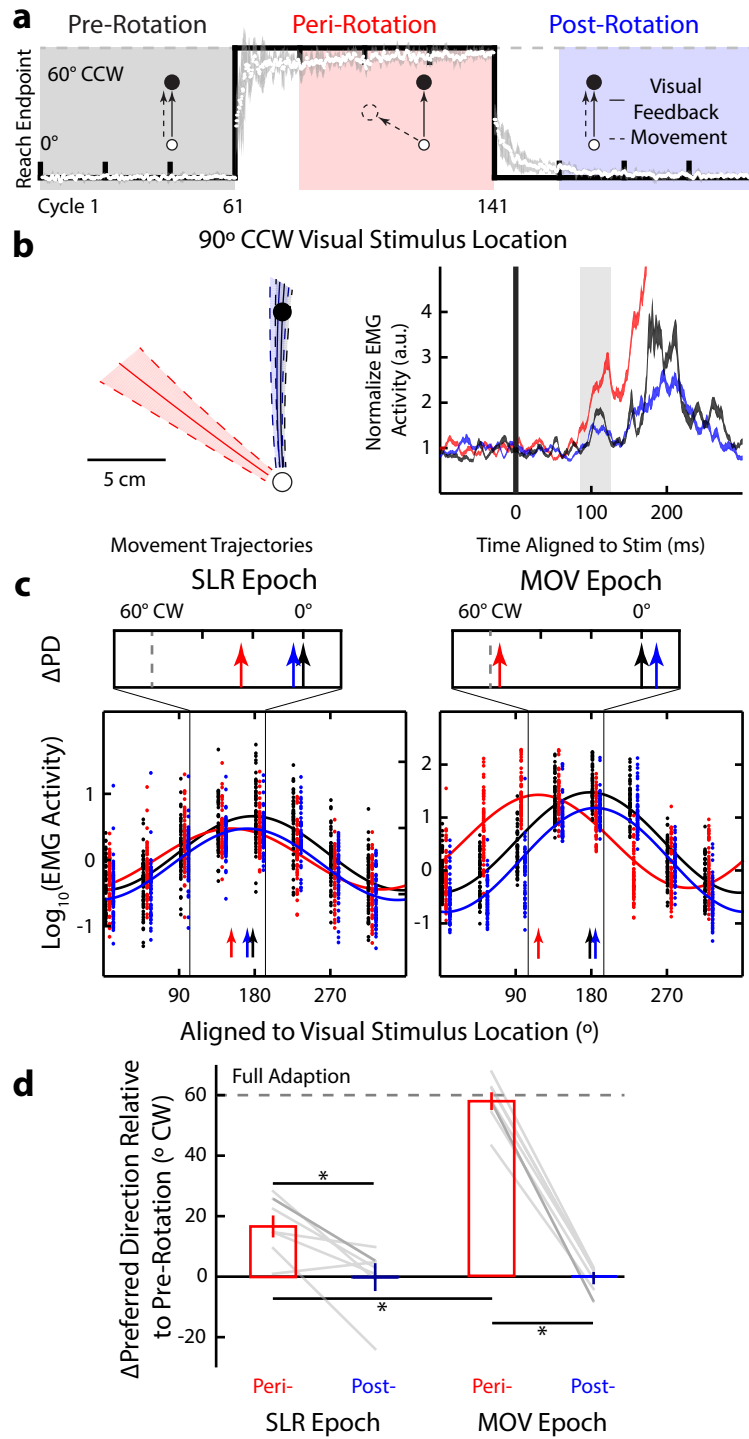 a
Pre-Rotation
Peri-Rotation
Post-Rotation
Reach Endpoint
60° CCW
0°
Visual
Feedback
Movement
Cycle 1
61
141
90º CCW Visual Stimulus Location
b
5 cm
Movement Trajectories
Normalize EMG
Activity (a.u.)
5
4
3
2
1
0
100
200
Time Aligned to Stim (ms)
c
SLR Epoch
MOV Epoch
ΔPD
60° CW
0°
60° CW
0°
Log10(EMG Activity)
1
0
-1
2
1
0
-1
90
180
270
90
180
270
Aligned to Visual Stimulus Location (º)
d
ΔPreferred Direction Relative
to Pre-Rotation (º CW)
Full Adaption
60
40
20
0
-20
*
*
*
Peri-
Post-
Peri-
Post-
SLR Epoch
MOV Epoch